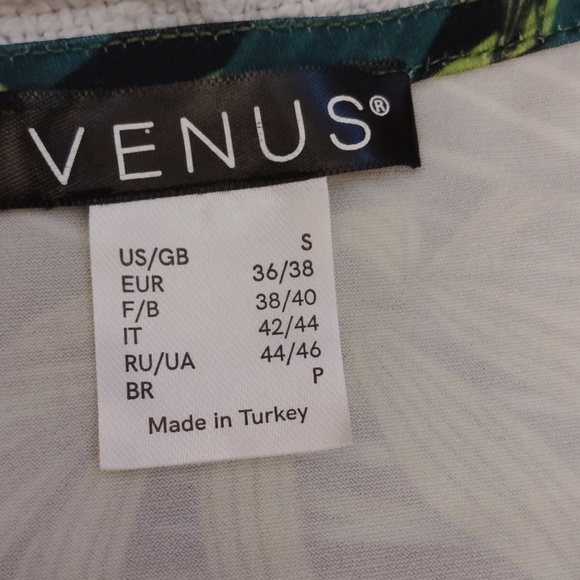 VENUS®
US/GB S
EUR 36/38
F/B 38/40
IT 42/44
RU/UA 44/46
BR P
Made in Turkey